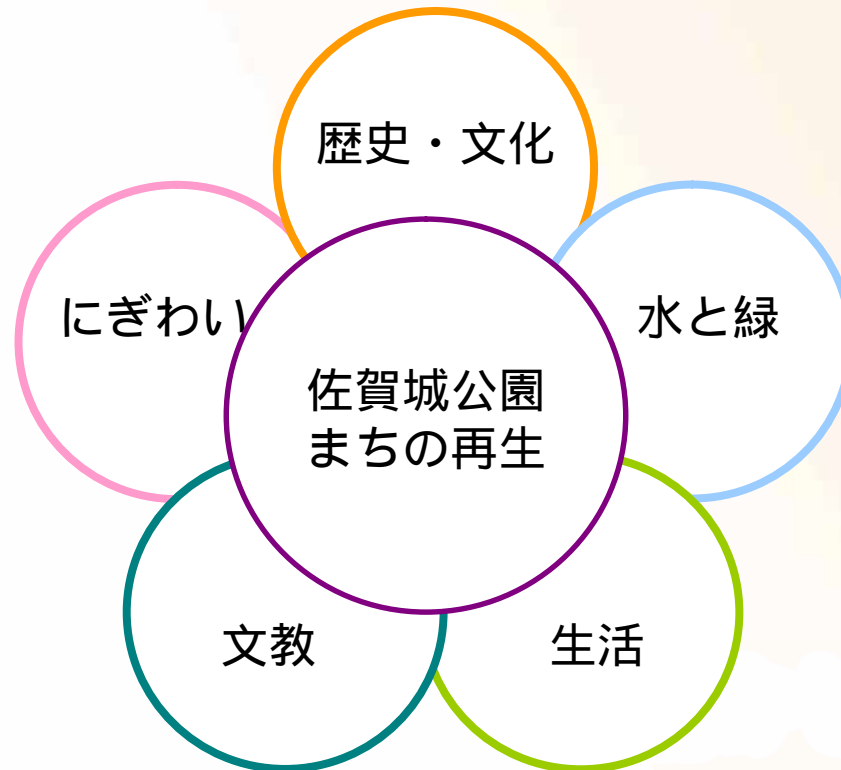 歴史・文化
にぎわい
水と緑
佐賀城公園
まちの再生
文教
生活